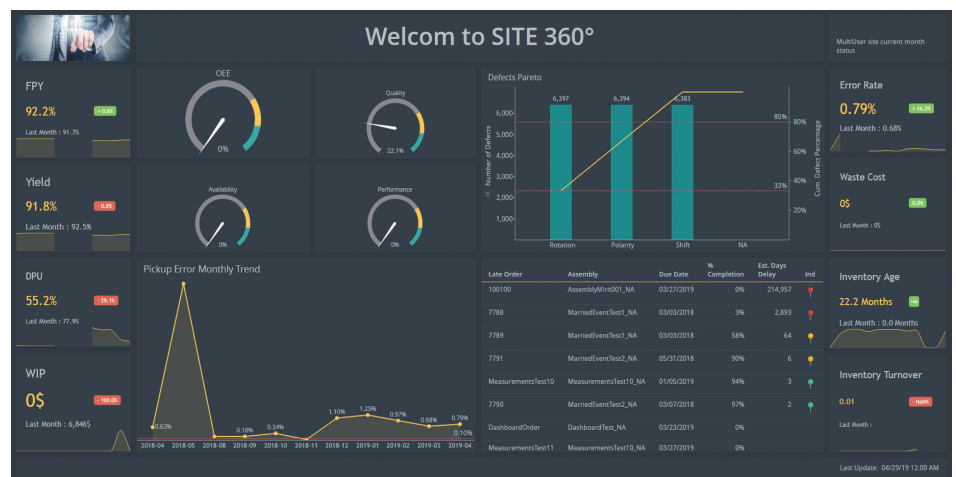 Welcom to SITE 360°
MultiUser site current month
status
FPY
92.2%
+ 0.6%
Last Month : 91.7%
Yield
91.8%
- 0.8%
Last Month : 92.5%
DPU
55.2%
- 29.1%
Last Month : 77.9%
WIP
0$
- 100.0%
Last Month : 6,846$
OEE
0%
Quality
22.1%
Availability
0%
Performance
0%
Defects Pareto
Number of Defects
6,000
5,000
4,000
3,000
2,000
1,000
6,397
6,394
6,383
80%
33%
80%
60%
40%
20%
Cum. Defect Percentage
Rotation
Polarity
Shift
NA
Pickup Error Monthly Trend
0.63%
0.18%
0.34%
1.10%
1.25%
0.97%
0.68%
0.79%
0.10%
2018-04 2018-05 2018-08 2018-09 2018-10 2018-11 2018-12 2019-01 2019-02 2019-03 2019-04
Late Order Assembly Due Date % Completion Est. Days Delay Ind
100100 AssemblyMirit001_NA 03/27/2019 0% 214,957
7788 MarriedEventTest1_NA 03/03/2018 3% 2,893
7789 MarriedEventTest1_NA 03/03/2018 58% 64
7791 MarriedEventTest2_NA 05/31/2018 90% 6
MeasurementsTest10 MeasurementsTest10_NA 01/05/2019 94% 3
7790 MarriedEventTest2_NA 03/07/2018 97% 2
DashboardOrder DashboardTest_NA 03/23/2019 0%
MeasurementsTest11 MeasurementsTest10_NA 03/27/2019 0%
Error Rate
0.79%
+ 16.2%
Last Month : 0.68%
Waste Cost
0$
0.0%
Last Month : 0$
Inventory Age
22.2 Months
Last Month : 0.0 Months
Inventory Turnover
0.01
- NaN%
Last Month :
Last Update: 04/29/19 12:00 AM